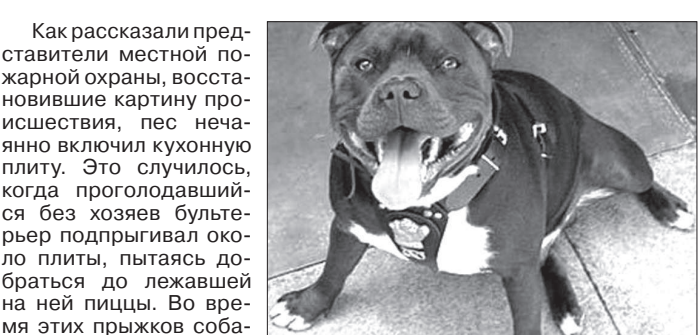 Как рассказали пред-
ставители местной по-
жарной охраны, восста-
новившие картину про-
исшествия, пес неча-
янно включил кухонную
плиту. Это случилось,
когда проголодавший-
ся без хозяев бульте-
рьер подпрыгивал око-
ло плиты, пытаясь до-
браться до лежавшей
на ней пиццы. Во вре-
мя этих прыжков соба-